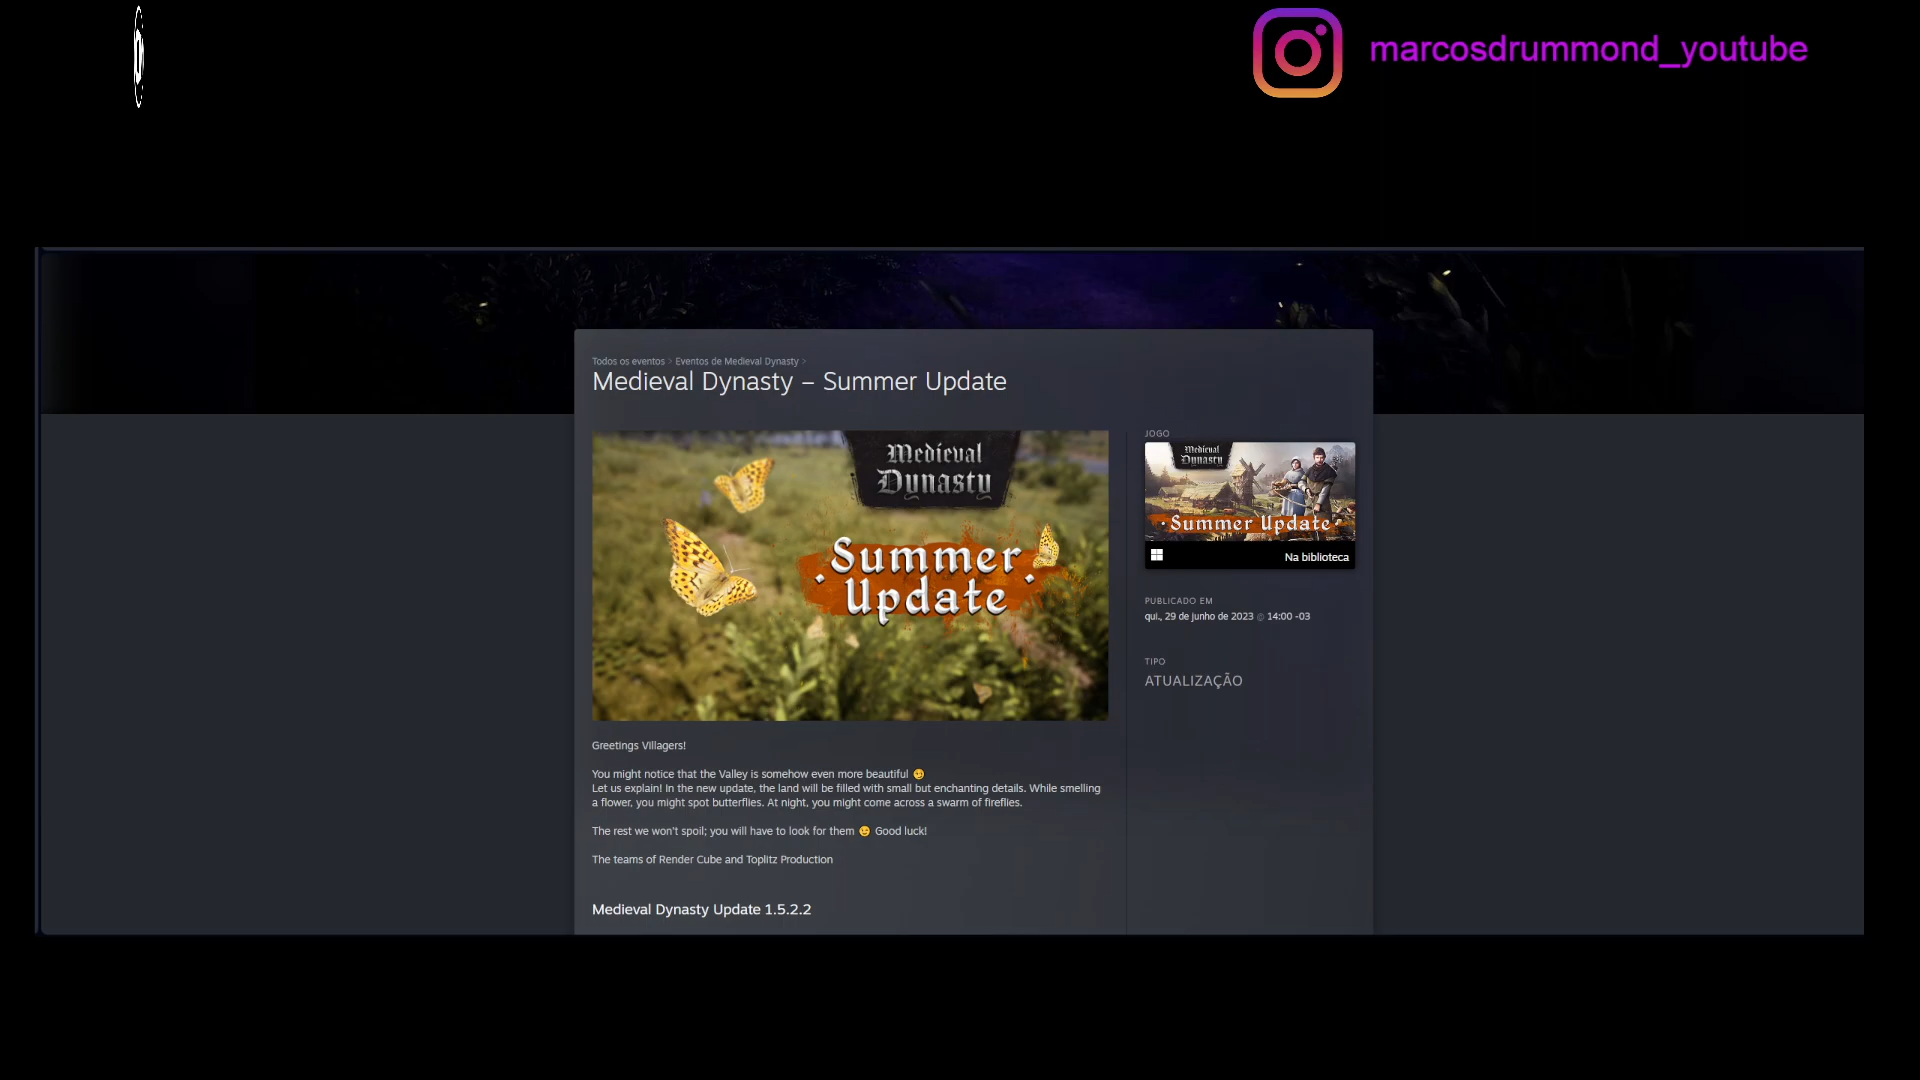 marcosdrummond_youtube
Todos os eventos > Eventos de Medieval Dynasty >
Medieval Dynasty – Summer Update
Medieval
Dynasty
Summer
Update
Greetings Villagers!
You might notice that the Valley is somehow even more beautiful 😏
Let us explain! In the new update, the land will be filled with small but enchanting details. While smelling
a flower, you might spot butterflies. At night, you might come across a swarm of fireflies.
The rest we won't spoil; you will have to look for them 😉 Good luck!
The teams of Render Cube and Toplitz Production
Medieval Dynasty Update 1.5.2.2
JOGO
Medieval
Dynasty
Summer Update
Na biblioteca
PUBLICADO EM
qui., 29 de junho de 2023 @ 14:00 -03
TIPO
ATUALIZAÇÃO